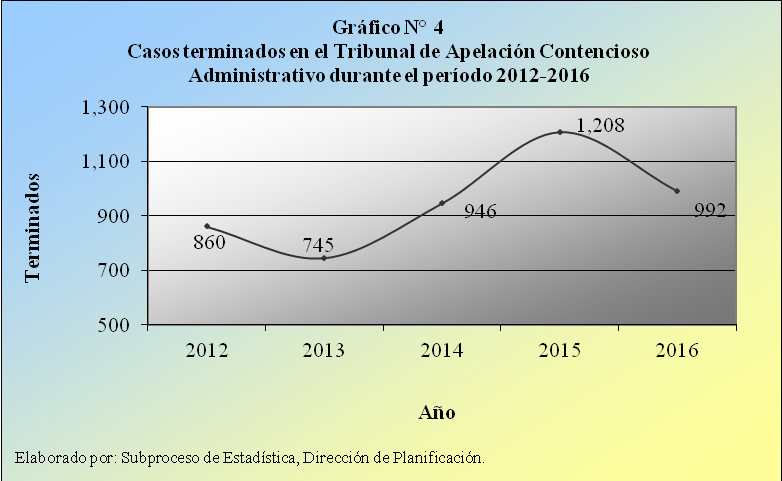 Gráfico N° 4
Casos terminados en el Tribunal de Apelación Contencioso
Administrativo durante el período 2012-2016
Terminados
1,300
1,100
900
700
500
860
745
946
1,208
992
2012
2013
2014
2015
2016
Año
Elaborado por: Subproceso de Estadística, Dirección de Planificación.